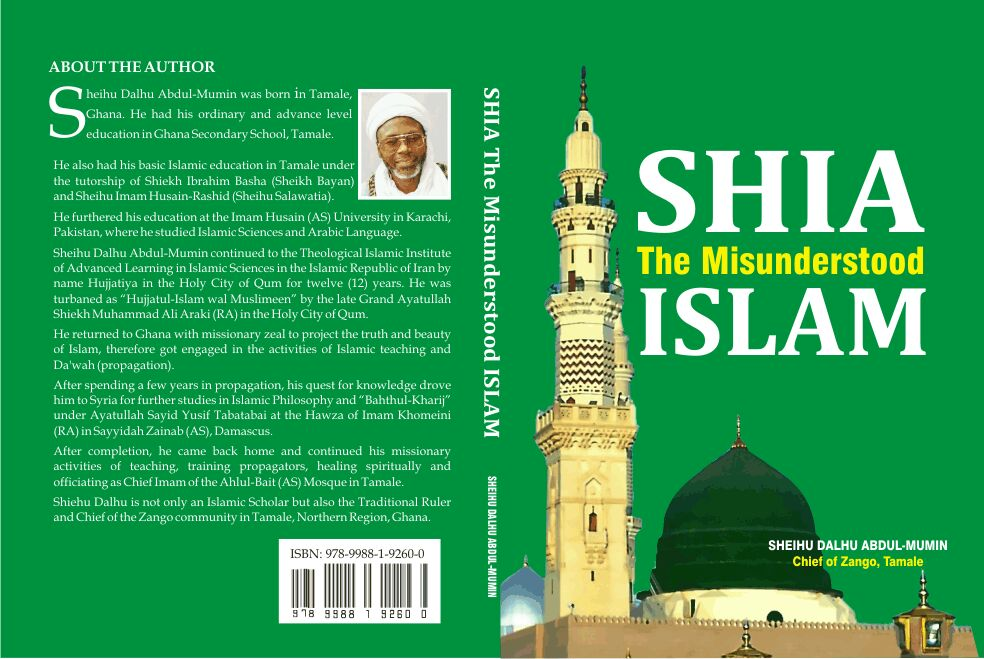 ABOUT THE AUTHOR
Sheihu Dalhu Abdul-Mumin was born in Tamale,
Ghana. He had his ordinary and advance level
education in Ghana Secondary School, Tamale.
He also had his basic Islamic education in Tamale under
the tutorship of Shiekh Ibrahim Basha (Sheikh Bayan)
and Sheihu Imam Husain-Rashid (Sheihu Salawatia).
He furthered his education at the Imam Husain (AS) University in Karachi,
Pakistan, where he studied Islamic Sciences and Arabic Language.
Sheihu Dalhu Abdul-Mumin continued to the Theological Islamic Institute
of Advanced Learning in Islamic Sciences in the Islamic Republic of Iran by
name Hujjatiya in the Holy City of Qum for twelve (12) years. He was
turbaned as “Hujjatul-Islam wal Muslimeen” by the late Grand Ayatullah
Shiekh Muhammad Ali Araki (RA) in the Holy City of Qum.
He returned to Ghana with missionary zeal to project the truth and beauty
of Islam, therefore got engaged in the activities of Islamic teaching and
Da'wah (propagation).
After spending a few years in propagation, his quest for knowledge drove
him to Syria for further studies in Islamic Philosophy and “Bahthul-Kharij”
under Ayatullah Sayid Yusif Tabatabai at the Hawza of Imam Khomeini
(RA) in Sayyidah Zainab (AS), Damascus.
After completion, he came back home and continued his missionary
activities of teaching, training propagators, healing spiritually and
officiating as Chief Imam of the Ahlul-Bait (AS) Mosque in Tamale.
Shiehu Dalhu is not only an Islamic Scholar but also the Traditional Ruler
and Chief of the Zango community in Tamale, Northern Region, Ghana.
ISBN: 978-9988-1-9260-0
978 9988 1 9260 0
SHIA The Misunderstood ISLAM
SHEIHU DALHU ABDUL-MUMIN
SHIA
The Misunderstood
ISLAM
SHEIHU DALHU ABDUL-MUMIN
Chief of Zango, Tamale